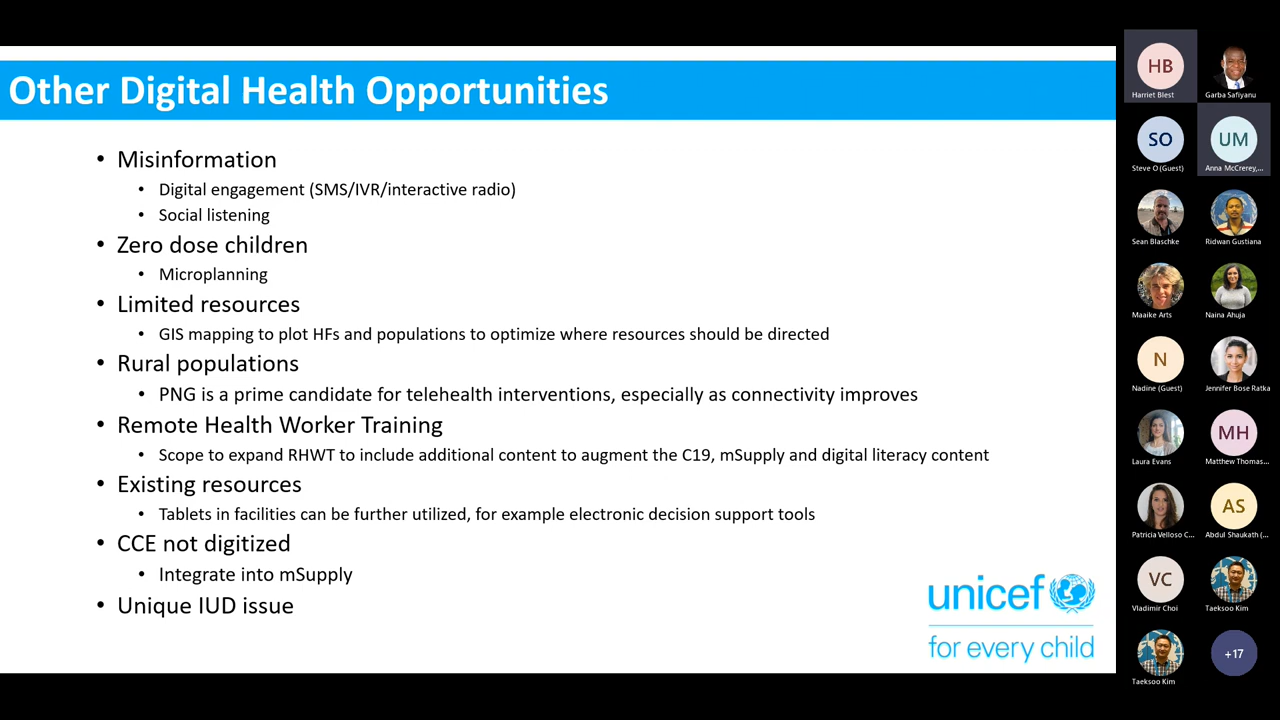 Other Digital Health Opportunities
• Misinformation
• Digital engagement (SMS/IVR/interactive radio)
• Social listening
• Zero dose children
• Microplanning
• Limited resources
• GIS mapping to plot HFs and populations to optimize where resources should be directed
• Rural populations
• PNG is a prime candidate for telehealth interventions, especially as connectivity improves
• Remote Health Worker Training
• Scope to expand RHWT to include additional content to augment the C19, mSupply and digital literacy content
• Existing resources
• Tablets in facilities can be further utilized, for example electronic decision support tools
• CCE not digitized
• Integrate into mSupply
• Unique IUD issue
unicef
for every child
HB
Harriet Blest
Garba Safiyanu
SO
Steve O (Guest)
UM
Anna McCrerey,...
Sean Blaschke
Ridwan Gustiana
Maaike Arts
Naina Ahuja
N
Nadine (Guest)
Jennifer Bose Ratka
Laura Evans
MH
Matthew Thomas...
Patricia Velloso C...
AS
Abdul Shaukath (...
VC
Vladimir Choi
Taeksoo Kim
Taeksoo Kim
+17